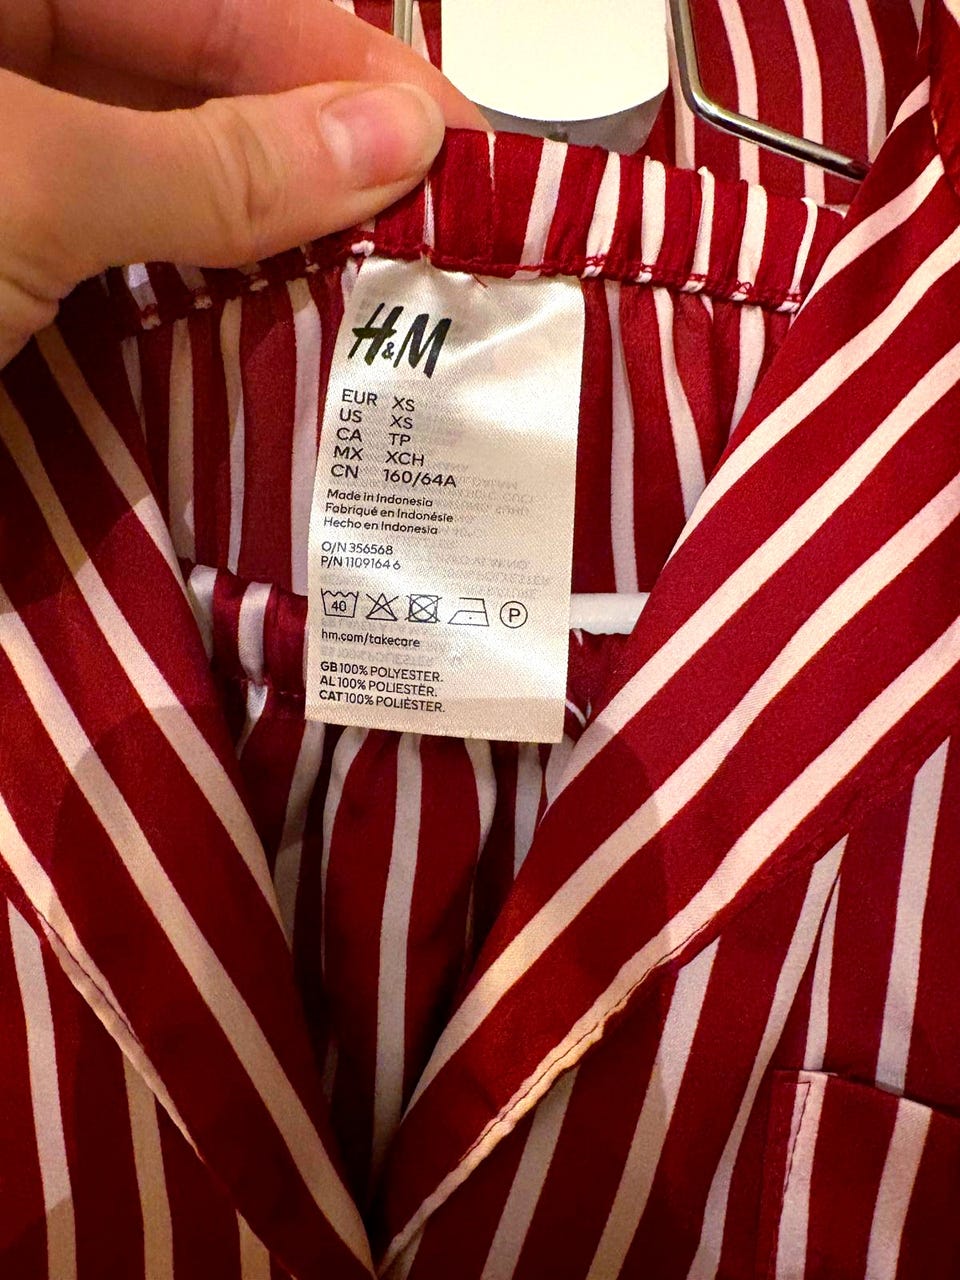 H&M
EUR XS
US XS
CA TP
MX XCH
CN 160/64A
Made in Indonesia
Fabriqué en Indonésie
Hecho en Indonesia
O/N 356568
P/N 1109164 6
40
P
hm.com/takecare
GB 100% POLYESTER.
AL 100% POLIESTËR.
CAT 100% POLIÈSTER.